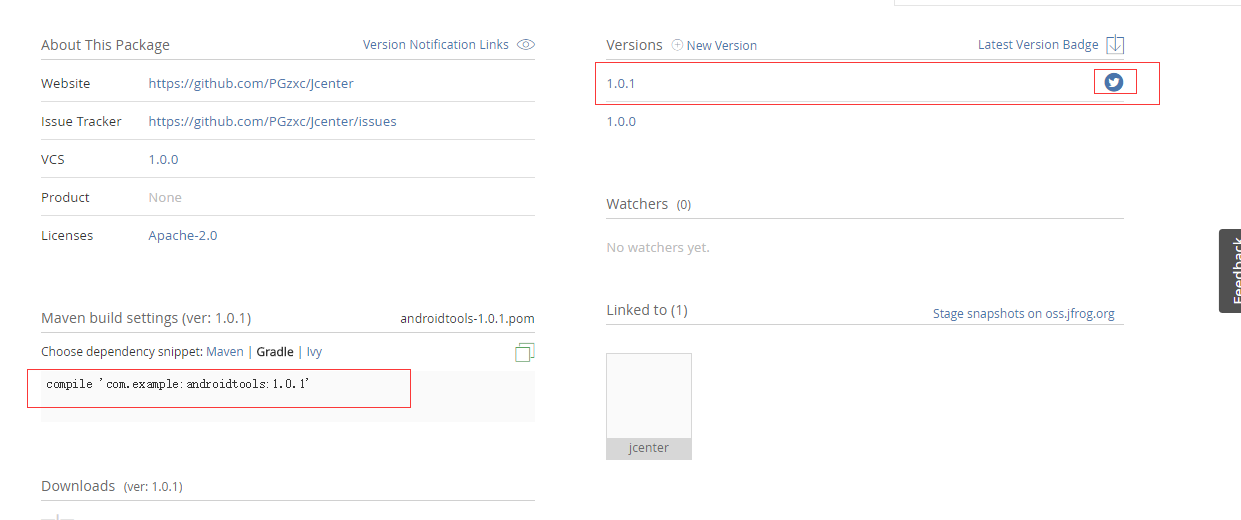 About This Package
Version Notification Links
Website
https://github.com/PGzxc/Jcenter
Issue Tracker
https://github.com/PGzxc/Jcenter/issues
VCS
1.0.0
Product
None
Licenses
Apache-2.0
Maven build settings (ver: 1.0.1)
androidtools-1.0.1.pom
Choose dependency snippet: Maven | Gradle | Ivy
compile 'com.example:androidtools:1.0.1'
Downloads (ver: 1.0.1)
Versions
New Version
Latest Version Badge
1.0.1
1.0.0
Watchers (0)
No watchers yet.
Linked to (1)
Stage snapshots on oss.jfrog.org
jcenter
Feedback